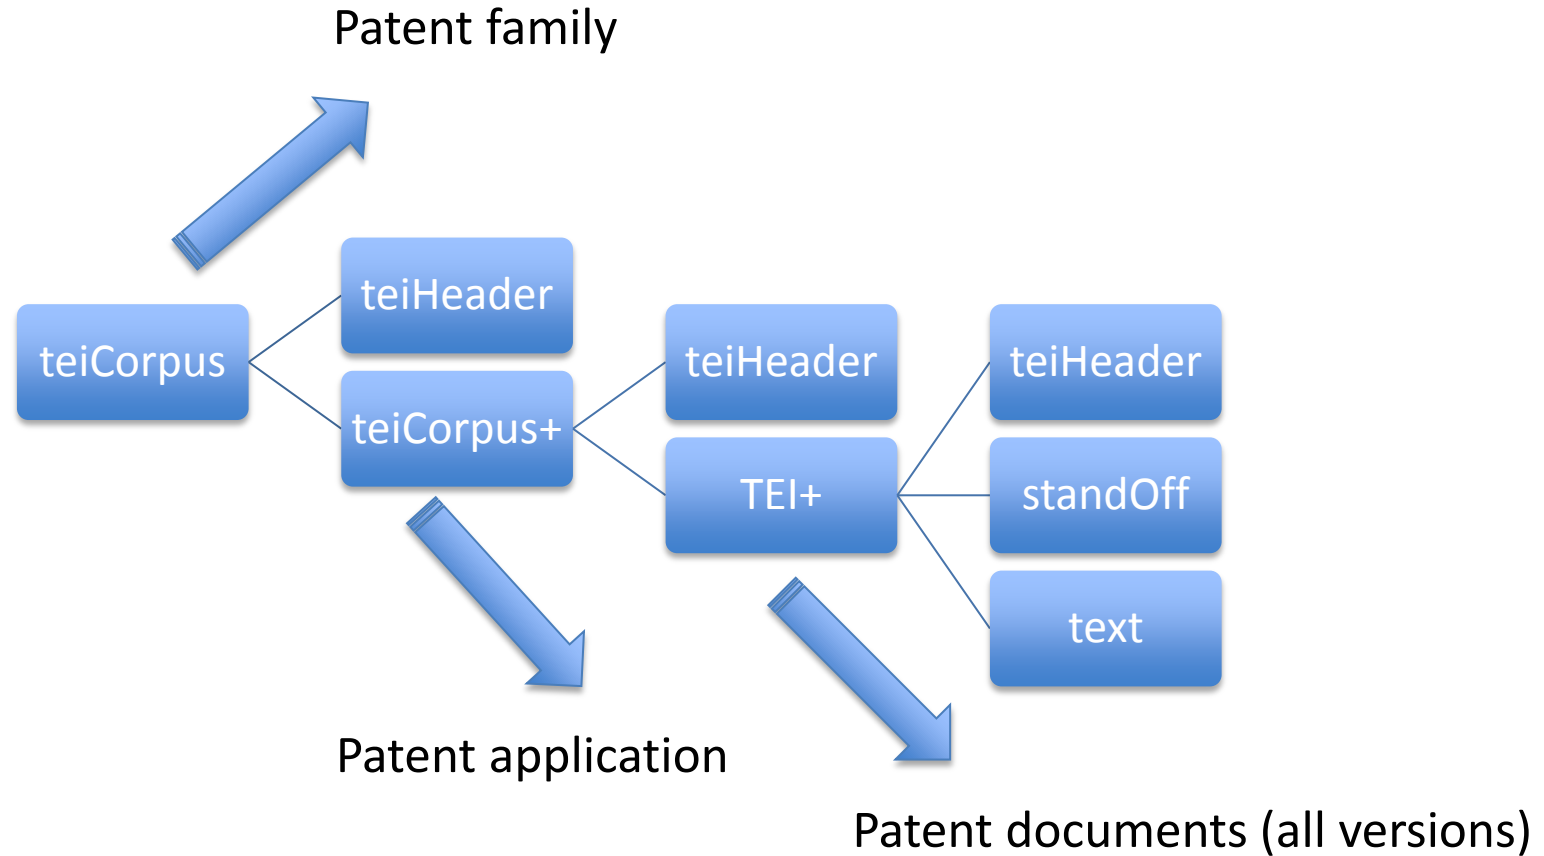 Patent family
teiHeader
teiCorpus
teiHeader
teiHeader
teiCorpus+
TEI+
standOff
text
Patent application
Patent documents (all versions)